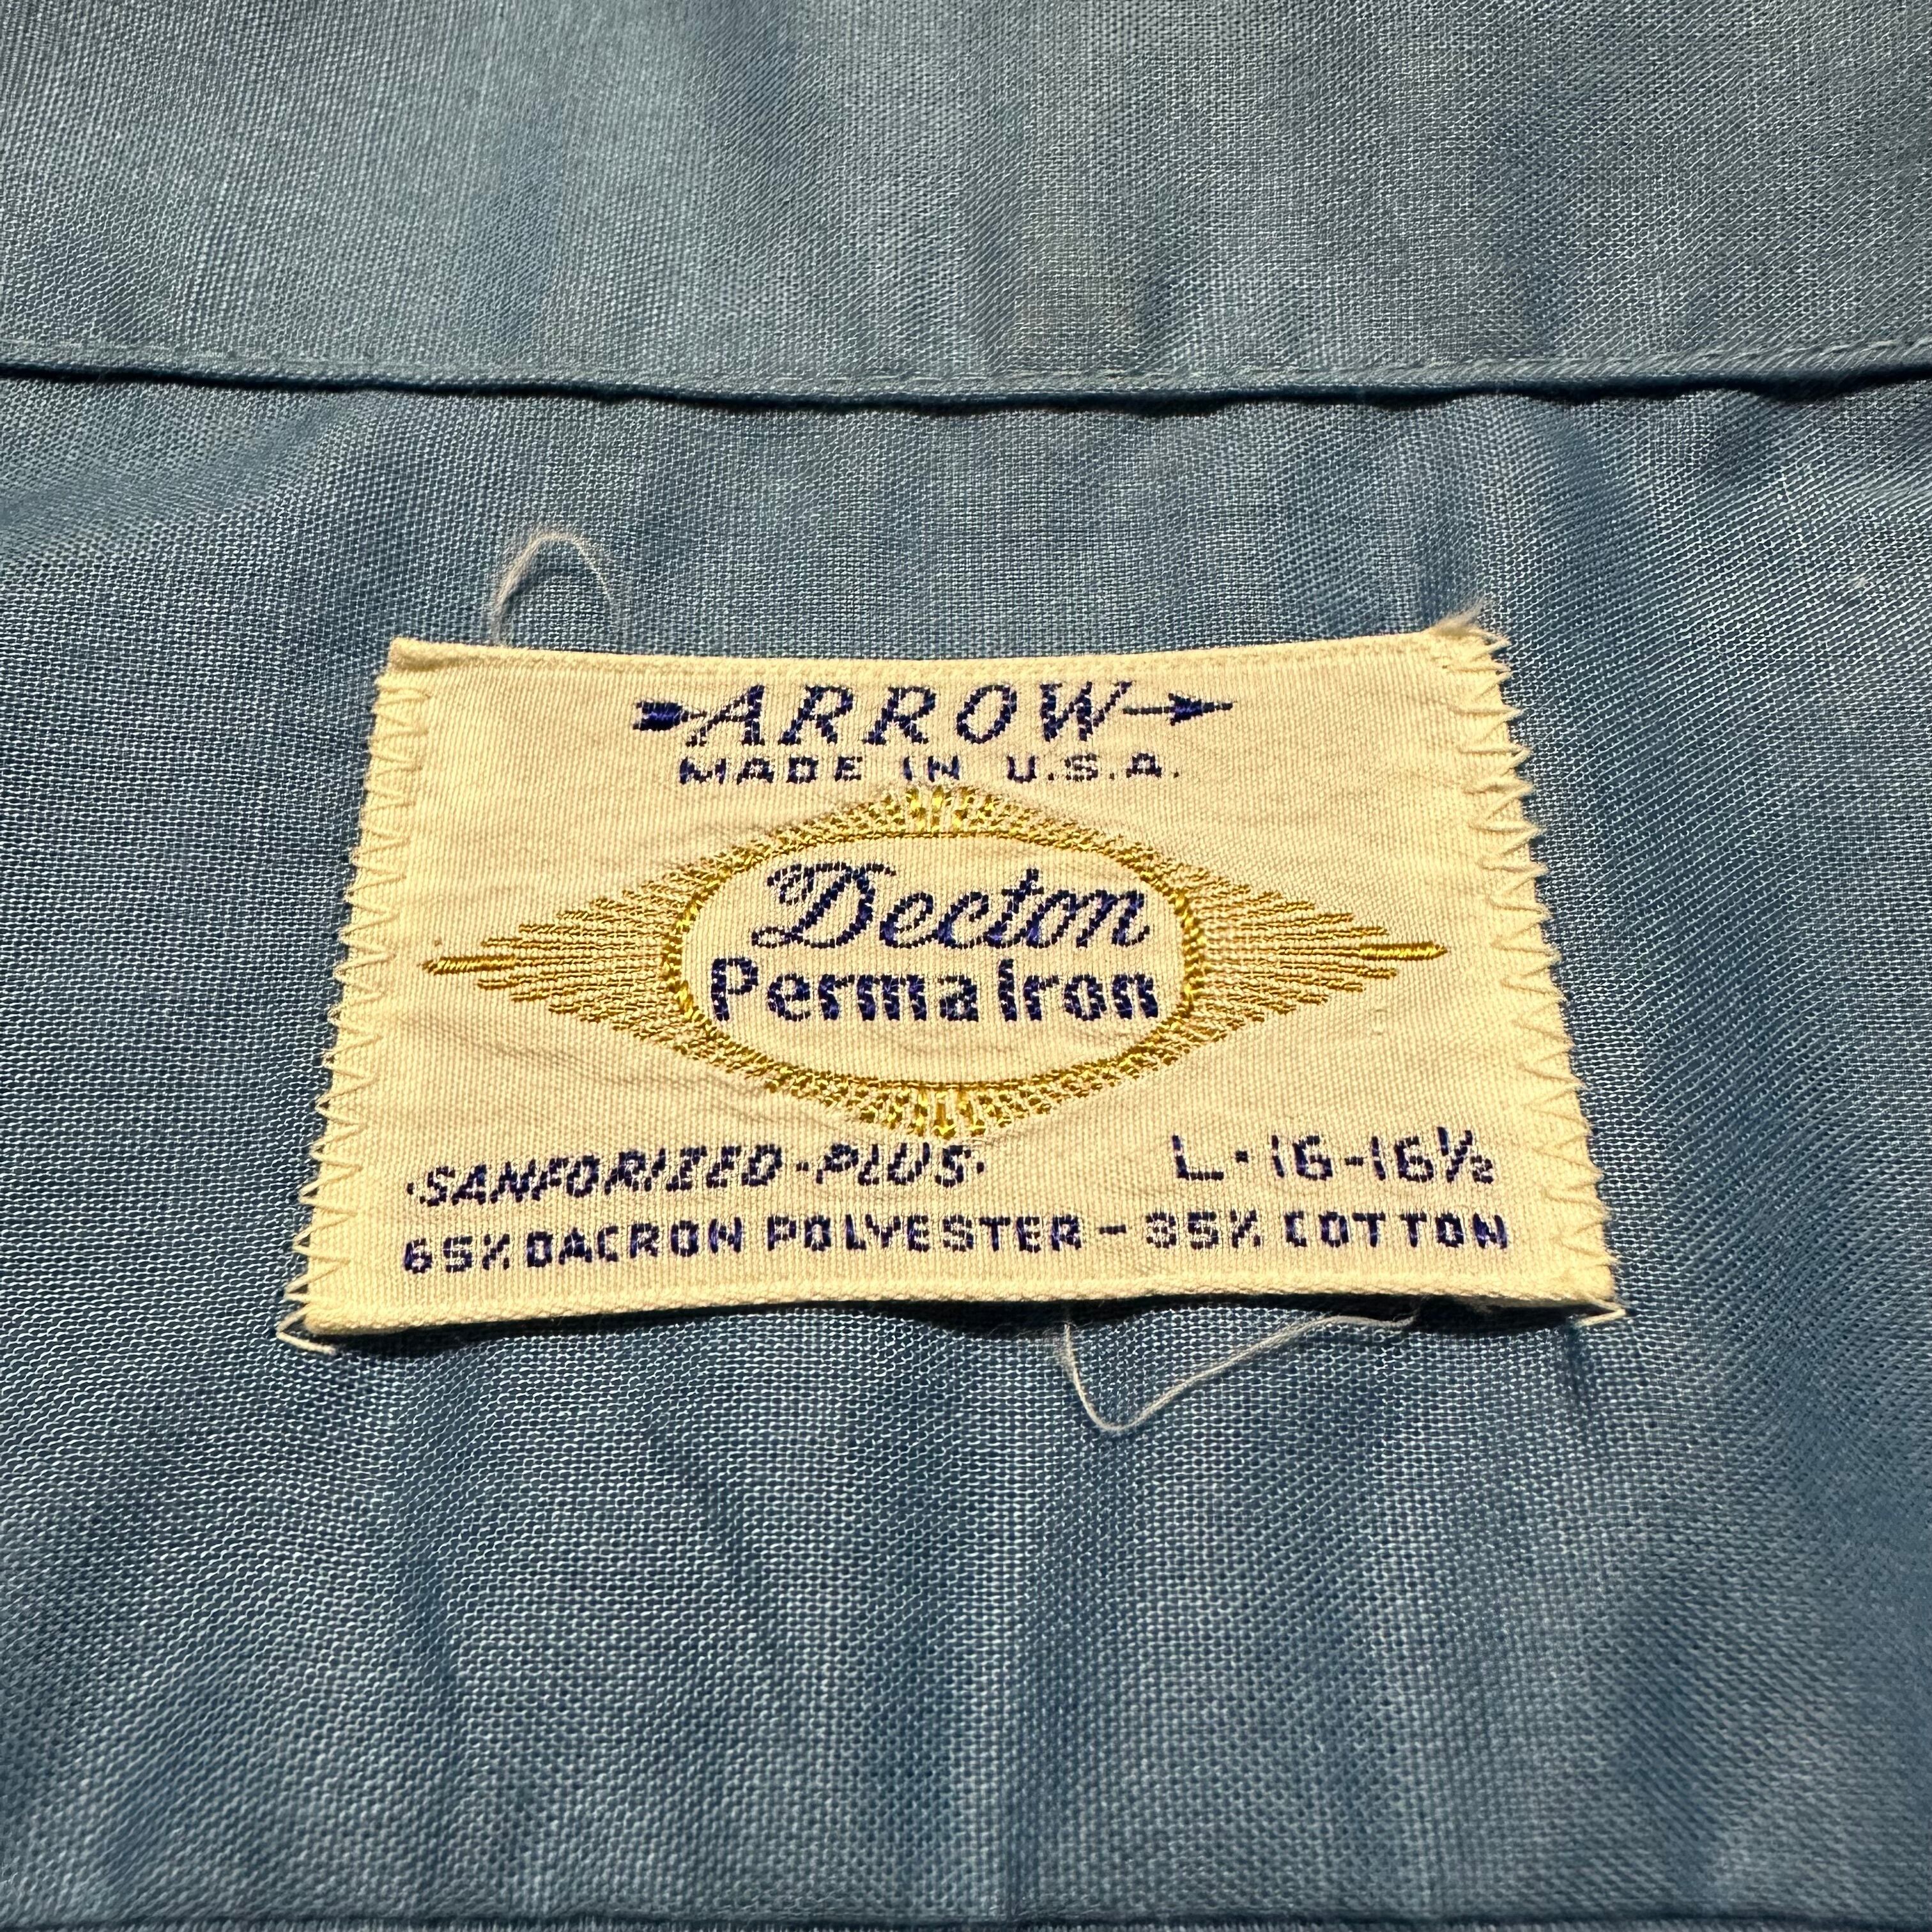 ARROW
MADE IN U.S.A.
Decton
Perma Iron
·SANFORIZED-PLUS· L·16-16½
65% DACRON POLYESTER - 35% COTTON